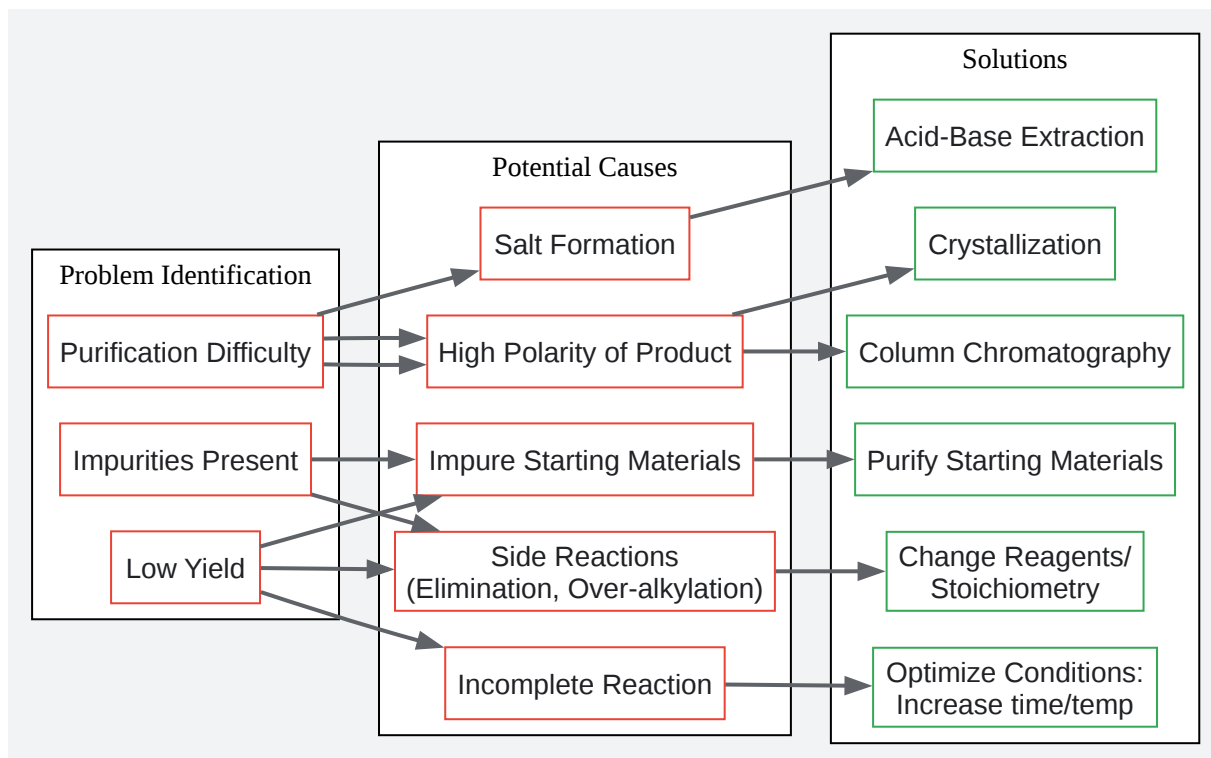 Problem Identification
Purification Difficulty
Impurities Present
Low Yield
Potential Causes
Salt Formation
High Polarity of Product
Impure Starting Materials
Side Reactions
(Elimination, Over-alkylation)
Incomplete Reaction
Solutions
Acid-Base Extraction
Crystallization
Column Chromatography
Purify Starting Materials
Change Reagents/
Stoichiometry
Optimize Conditions:
Increase time/temp